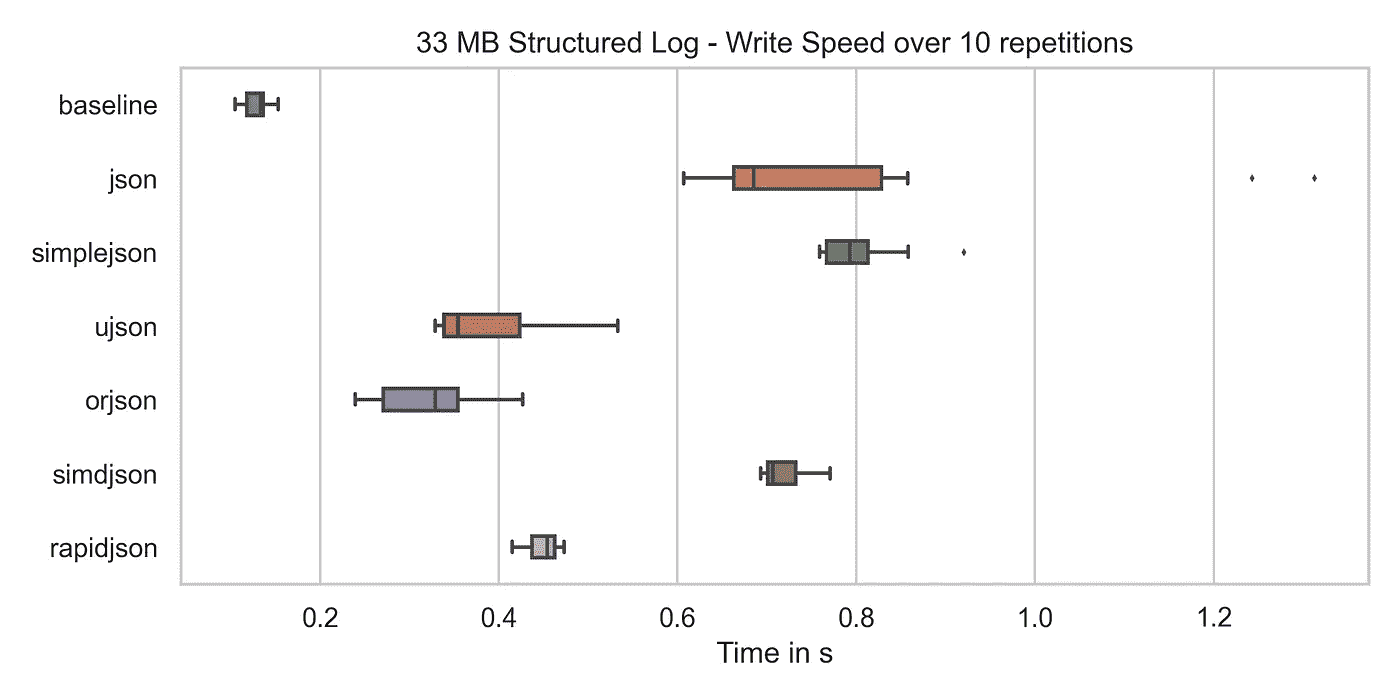 33 MB Structured Log - Write Speed over 10 repetitions
baseline
json
simplejson
ujson
orjson
simdjson
rapidjson
0.2 0.4 0.6 0.8 1.0 1.2
Time in s